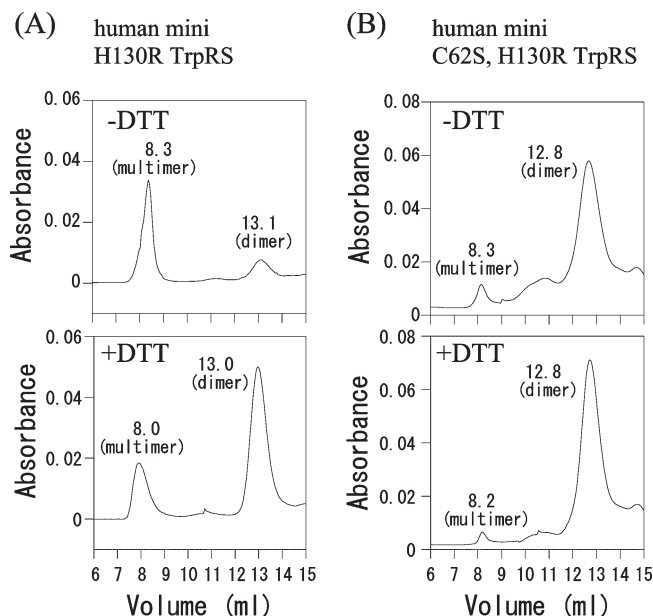 (A)
human mini
H130R TrpRS
-DTT
0.06
0.04
0.02
0
Absorbance
8.3
(multimer)
13.1
(dimer)
+DTT
0.06
0.04
0.02
0
Absorbance
8.0
(multimer)
13.0
(dimer)
6 7 8 9 10 11 12 13 14 15
Volume (ml)
(B)
human mini
C62S, H130R TrpRS
-DTT
0.08
0.06
0.04
0.02
0
Absorbance
8.3
(multimer)
12.8
(dimer)
+DTT
0.08
0.06
0.04
0.02
0
Absorbance
8.2
(multimer)
12.8
(dimer)
6 7 8 9 10 11 12 13 14 15
Volume (ml)